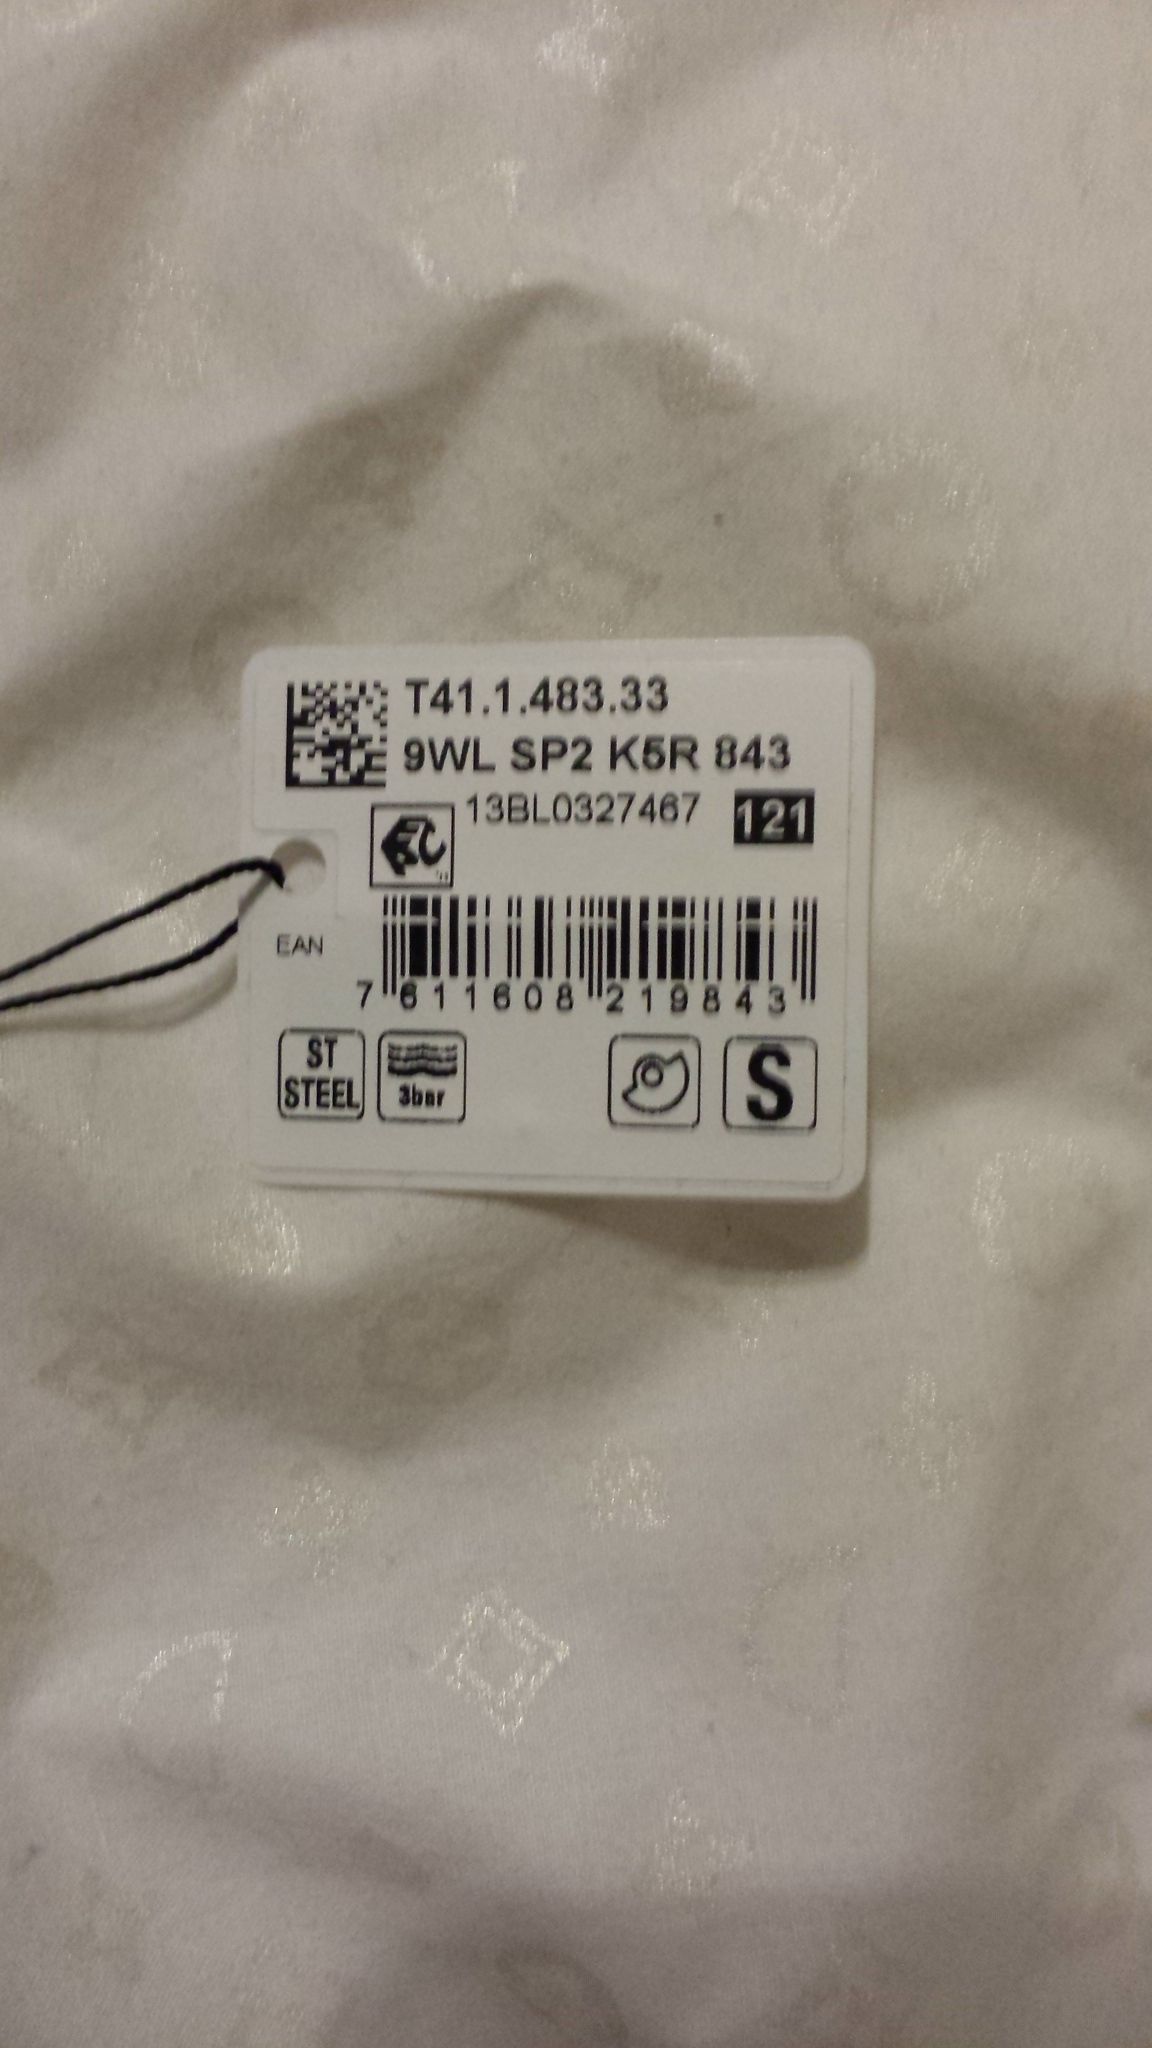 T41.1.483.33
9WL SP2 K5R 843
13BL0327467 121
EAN
7 611608 219843
ST
STEEL
3bar
S